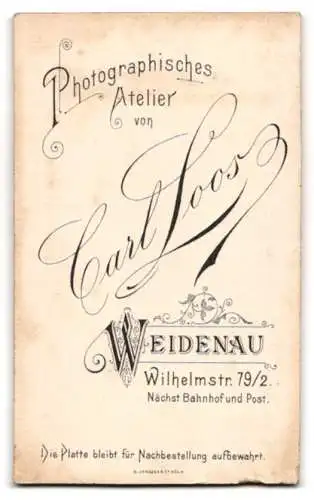 Photographisches
Atelier
von
Carl Loos
WEIDENAU
Wilhelmstr. 79/2.
Nächst Bahnhof und Post.
Die Platte bleibt für Nachbestellung aufbewahrt.